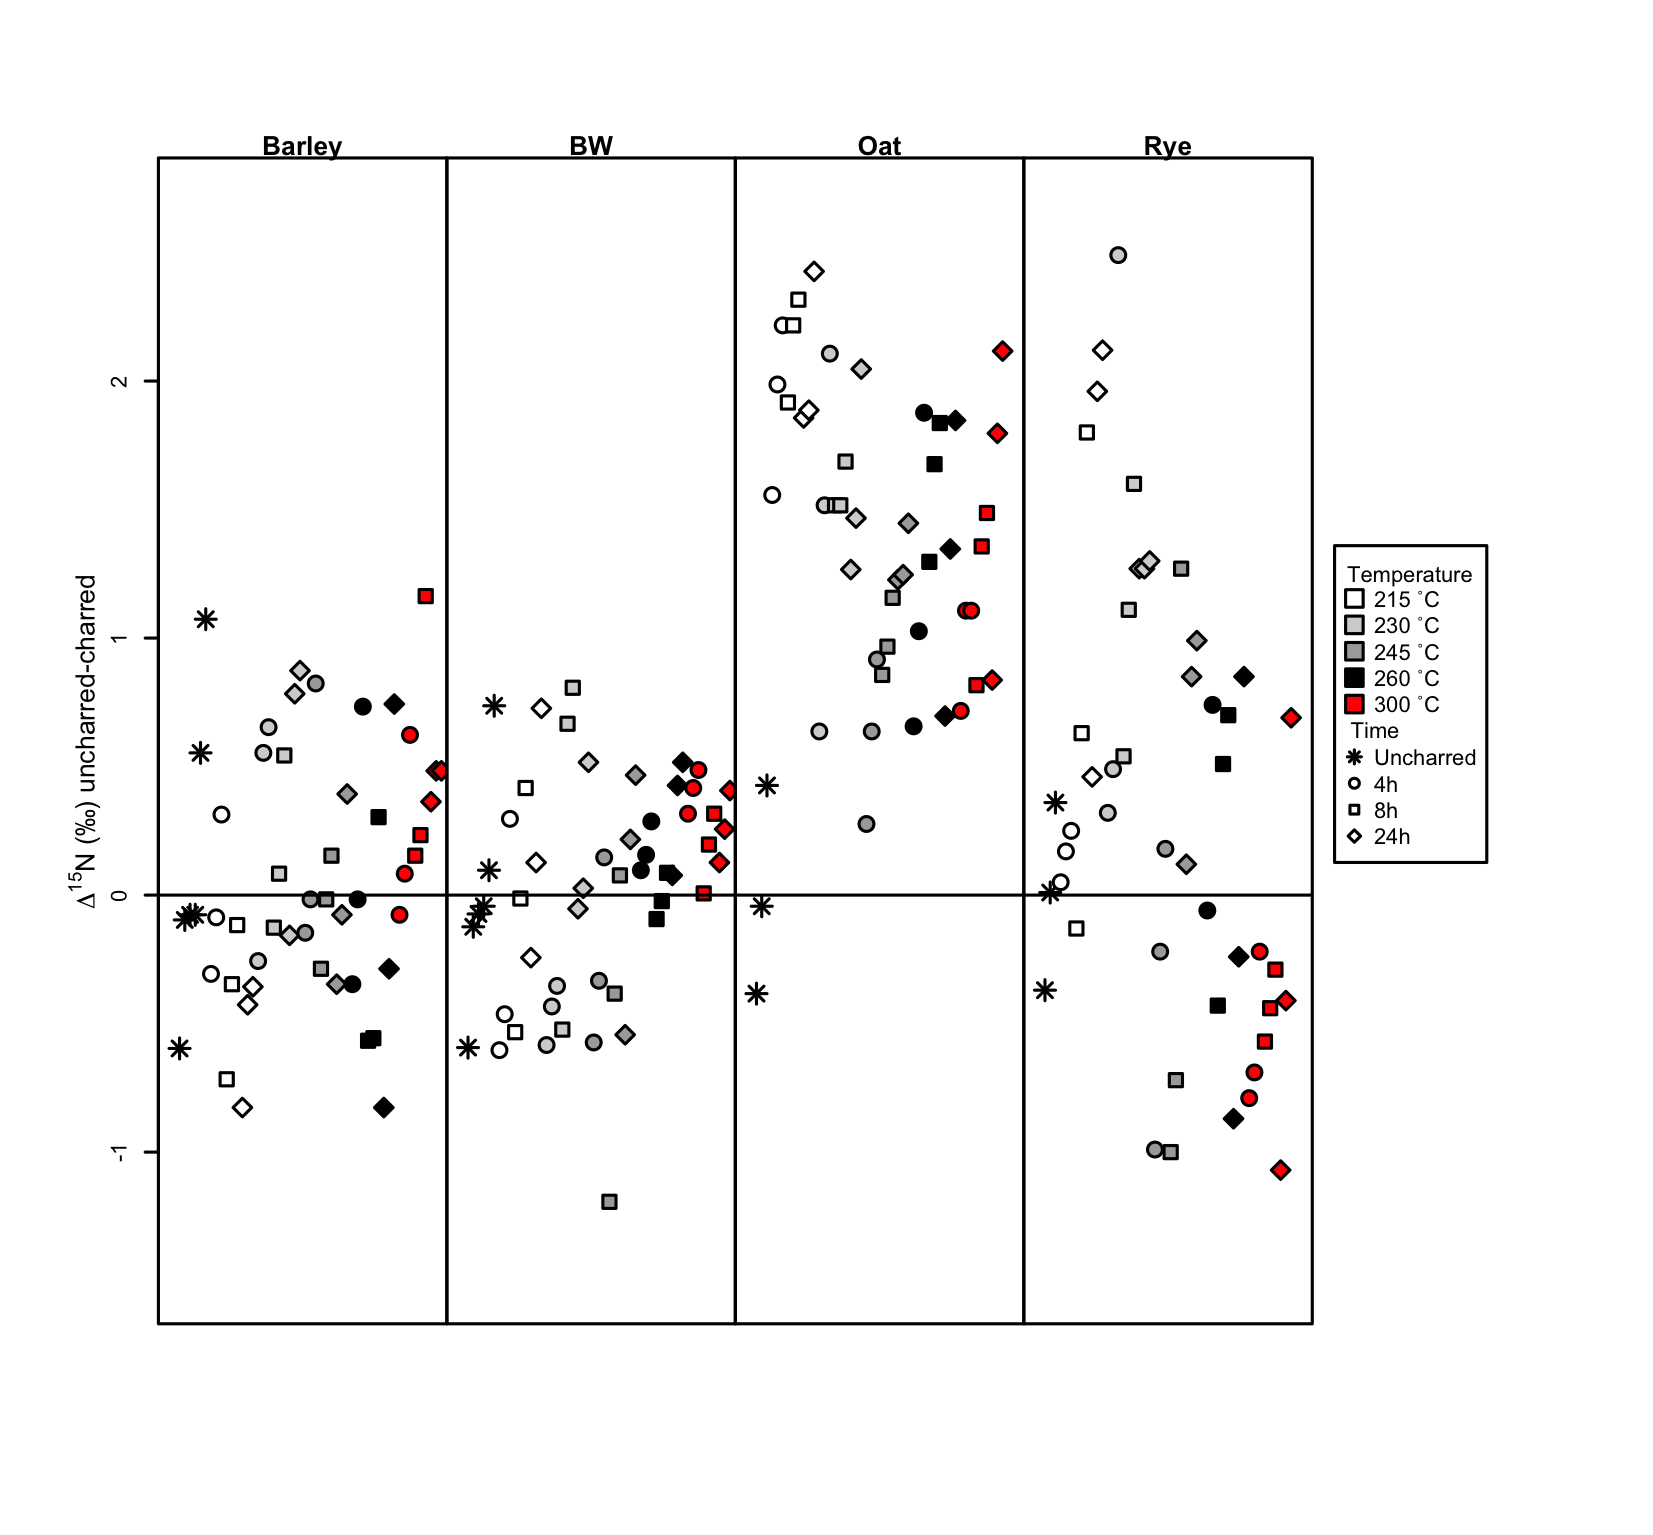 Barley BW Oat Rye
Δ15N (‰) uncharred-charred
2
1
0
-1
Temperature
215 ˚C
230 ˚C
245 ˚C
260 ˚C
300 ˚C
Time
Uncharred
4h
8h
24h